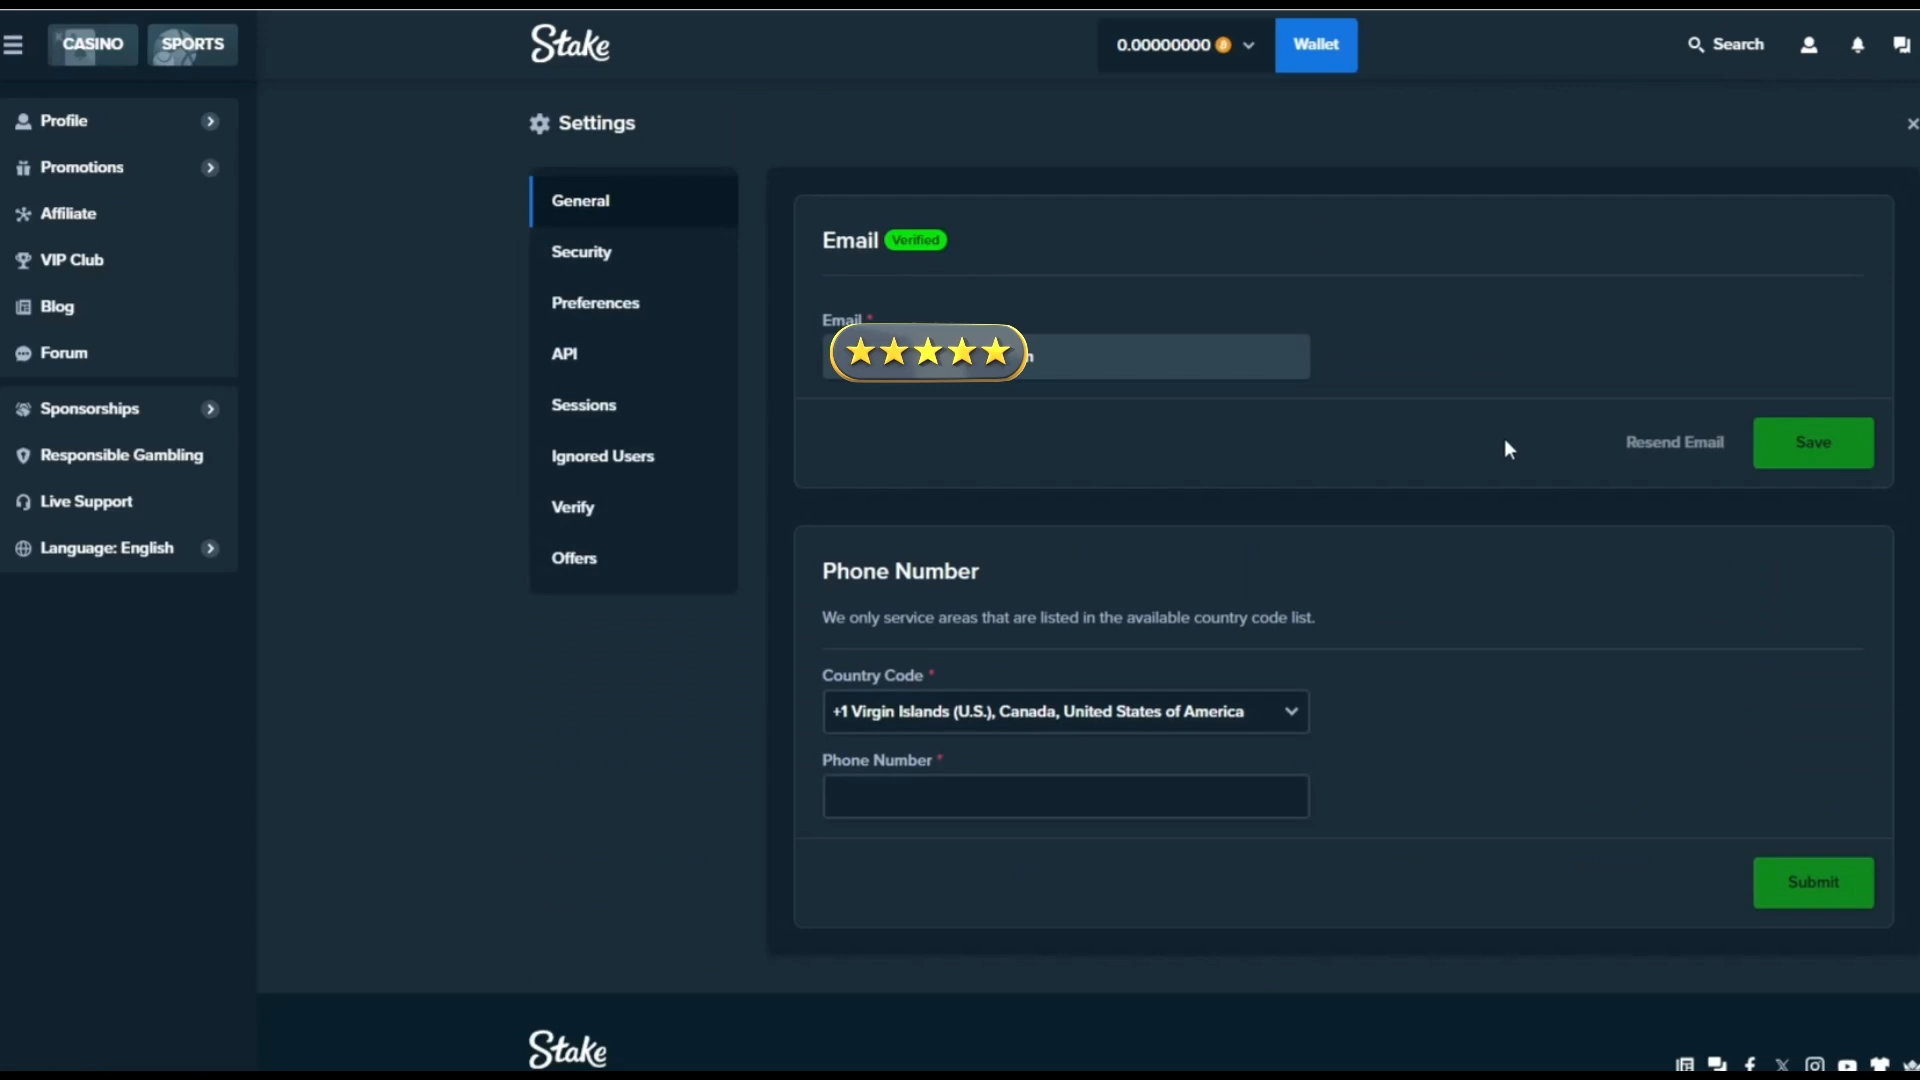 CASINO
SPORTS
Stake
0.00000000
Wallet
Search
Profile
Promotions
Affiliate
VIP Club
Blog
Forum
Sponsorships
Responsible Gambling
Live Support
Language: English
Settings
General
Security
Preferences
API
Sessions
Ignored Users
Verify
Offers
Email Verified
Email *
Resend Email
Save
Phone Number
We only service areas that are listed in the available country code list.
Country Code *
+1 Virgin Islands (U.S.), Canada, United States of America
Phone Number *
Submit
Stake